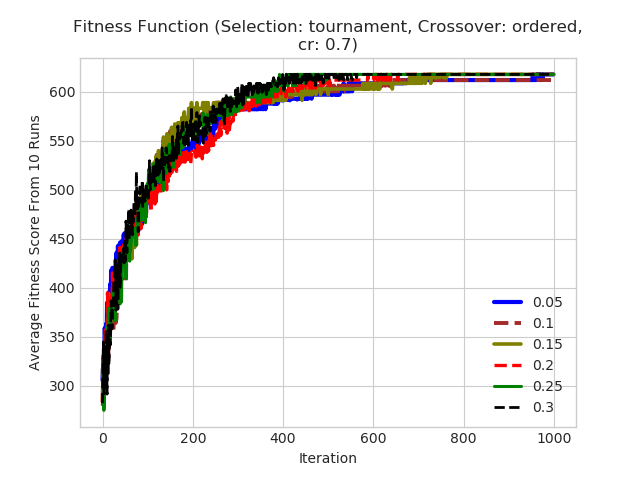 Fitness Function (Selection: tournament, Crossover: ordered,
cr: 0.7)
Average Fitness Score From 10 Runs
600
550
500
450
400
350
300
0.05
0.1
0.15
0.2
0.25
0.3
0 200 400 600 800 1000
Iteration